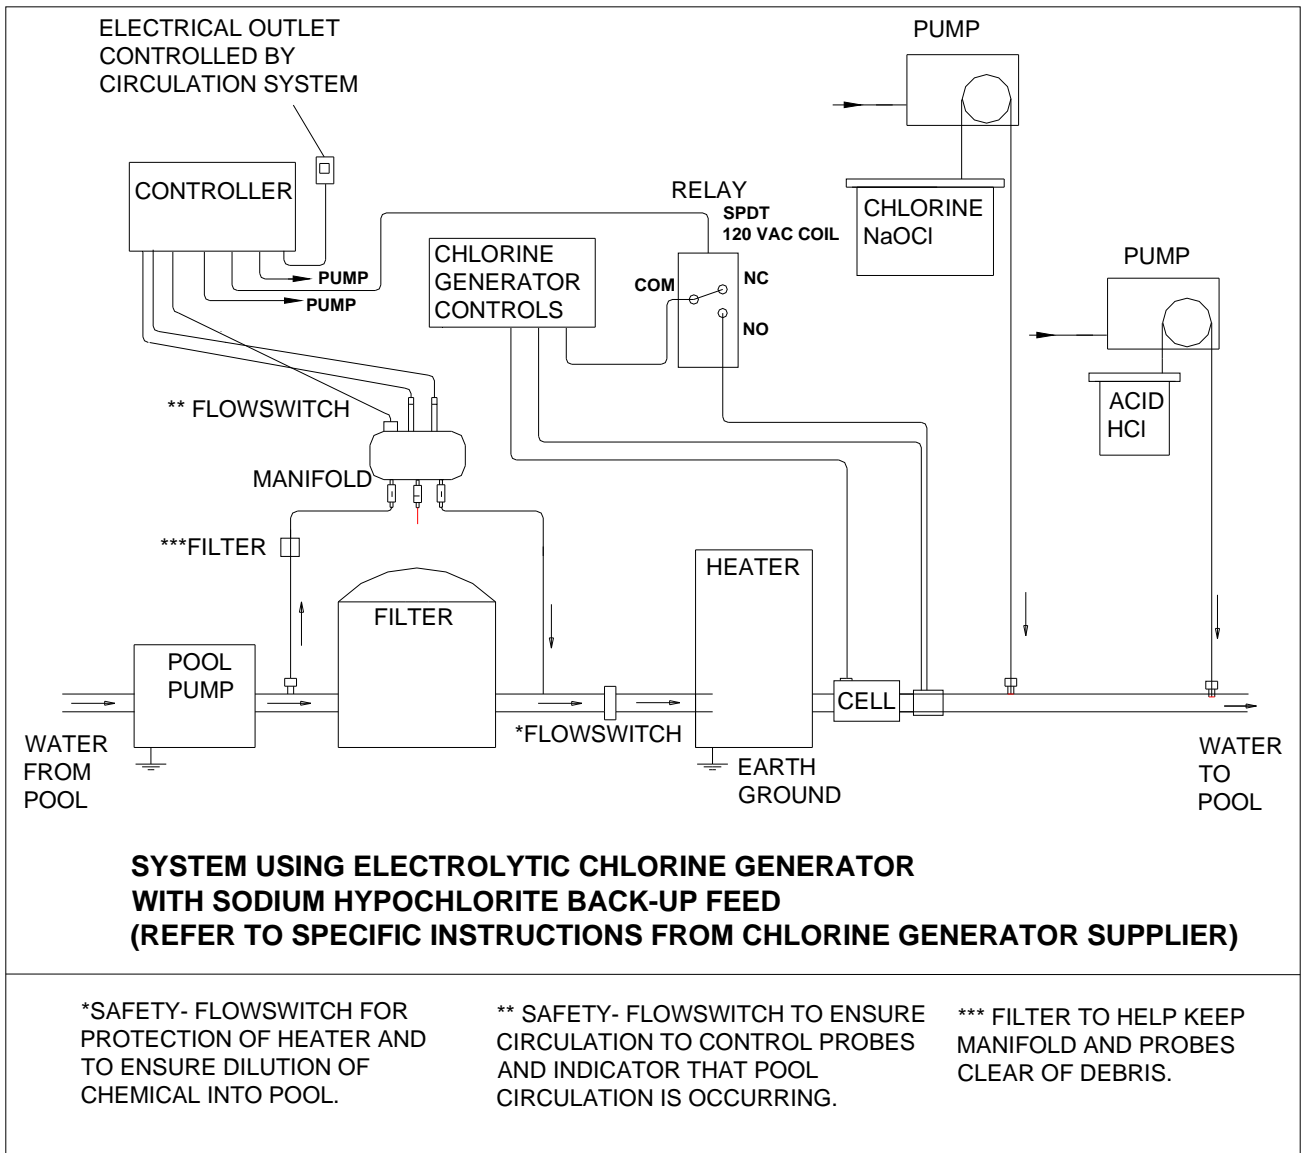 ELECTRICAL OUTLET
CONTROLLED BY
CIRCULATION SYSTEM
PUMP
CONTROLLER
RELAY
SPDT
120 VAC COIL
CHLORINE
NaOCl
CHLORINE
GENERATOR
CONTROLS
COM
NC
NO
PUMP
PUMP
PUMP
ACID
HCl
** FLOWSWITCH
MANIFOLD
***FILTER
FILTER
HEATER
POOL
PUMP
CELL
*FLOWSWITCH
WATER
FROM
POOL
EARTH
GROUND
WATER
TO
POOL
SYSTEM USING ELECTROLYTIC CHLORINE GENERATOR
WITH SODIUM HYPOCHLORITE BACK-UP FEED
(REFER TO SPECIFIC INSTRUCTIONS FROM CHLORINE GENERATOR SUPPLIER)
*SAFETY- FLOWSWITCH FOR
PROTECTION OF HEATER AND
TO ENSURE DILUTION OF
CHEMICAL INTO POOL.
** SAFETY- FLOWSWITCH TO ENSURE
CIRCULATION TO CONTROL PROBES
AND INDICATOR THAT POOL
CIRCULATION IS OCCURRING.
*** FILTER TO HELP KEEP
MANIFOLD AND PROBES
CLEAR OF DEBRIS.